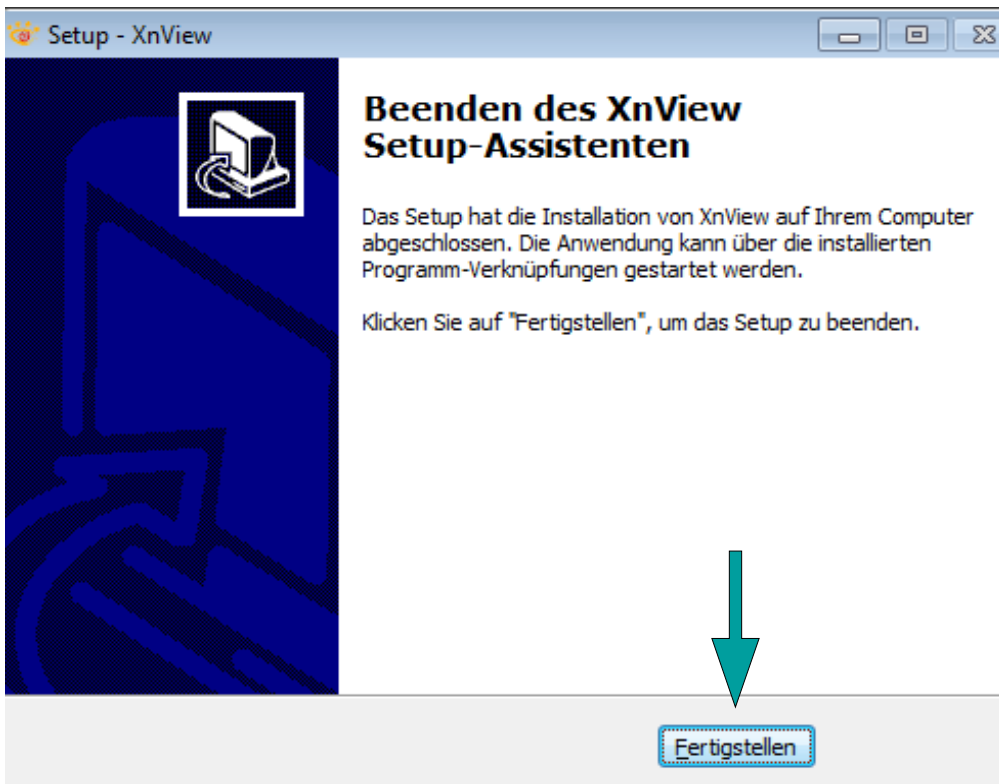 Setup - XnView
Beenden des XnView
Setup-Assistenten
Das Setup hat die Installation von XnView auf Ihrem Computer
abgeschlossen. Die Anwendung kann über die installierten
Programm-Verknüpfungen gestartet werden.
Klicken Sie auf "Fertigstellen", um das Setup zu beenden.
Fertigstellen